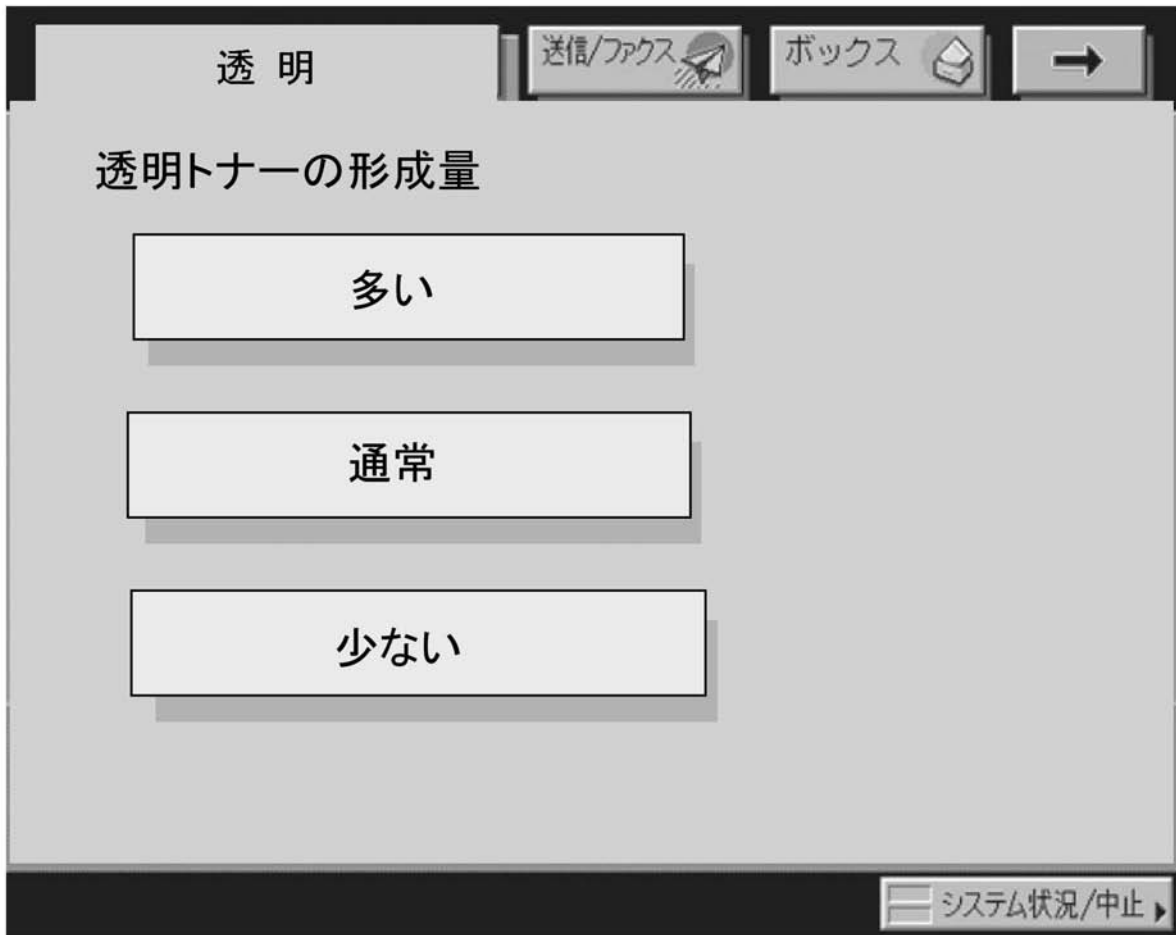 透明
送信/ファクス
ボックス
透明トナーの形成量
多い
通常
少ない
システム状況/中止